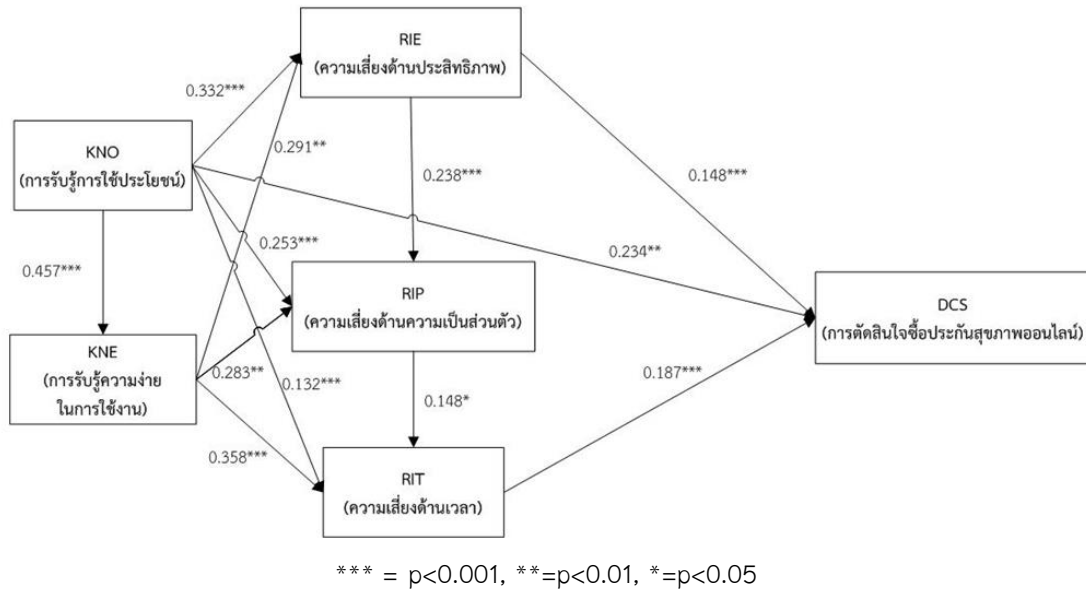 RIE
(ความเสี่ยงด้านประสิทธิภาพ)
0.332***
KNO
(การรับรู้การใช้ประโยชน์)
0.291**
0.238***
0.148***
0.253***
0.234**
0.457***
RIP
(ความเสี่ยงด้านความเป็นส่วนตัว)
DCS
(การตัดสินใจซื้อประกันสุขภาพออนไลน์)
KNE
(การรับรู้ความง่าย
ในการใช้งาน)
0.283**
0.132***
0.187***
0.148*
0.358***
RIT
(ความเสี่ยงด้านเวลา)
*** = p<0.001, **=p<0.01, *=p<0.05